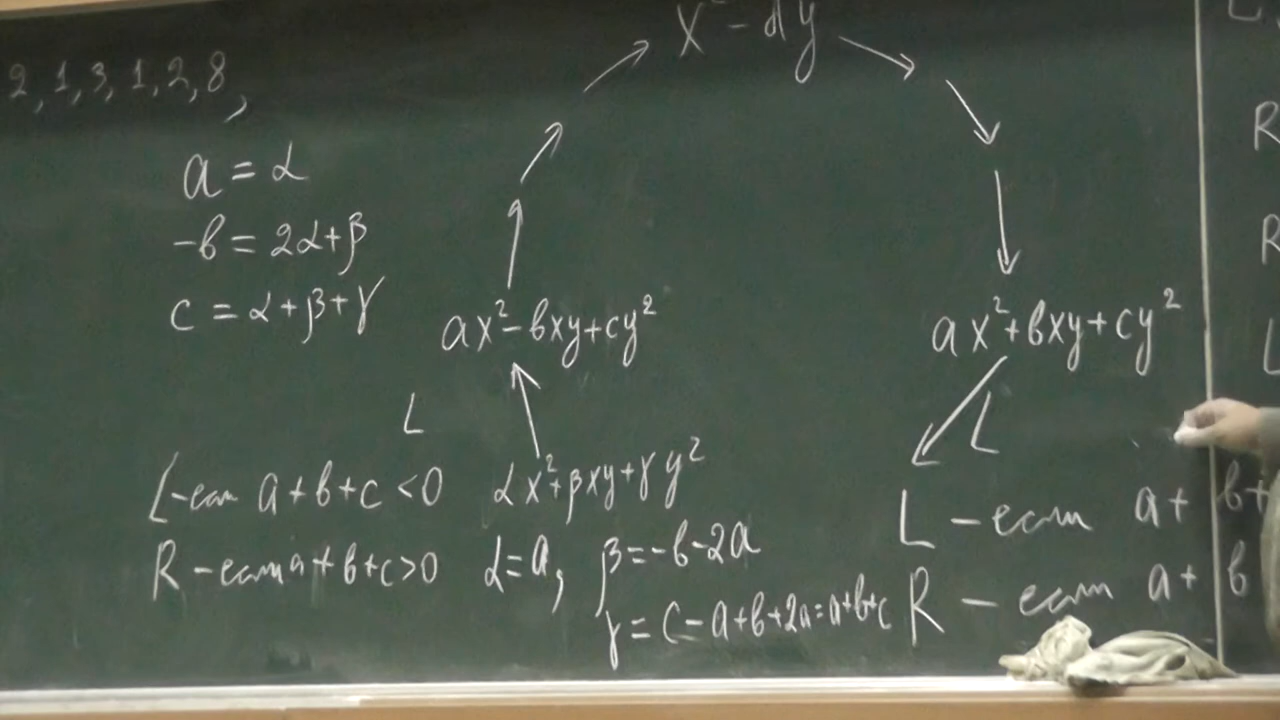 2, 1, 3, 1, 2, 8,
x² - dy
a = α
-b = 2α+β
c = α+β+γ
ax²-bxy+cy²
ax²+bxy+cy²
L
L
L-если a+b+c<0
αx²+βxy+γy²
R-если a+b+c>0
α=a, β=-b-2a
γ=c-a+b+2a=a+b+c
L - если a+b+
R - если a+b
R
R
L